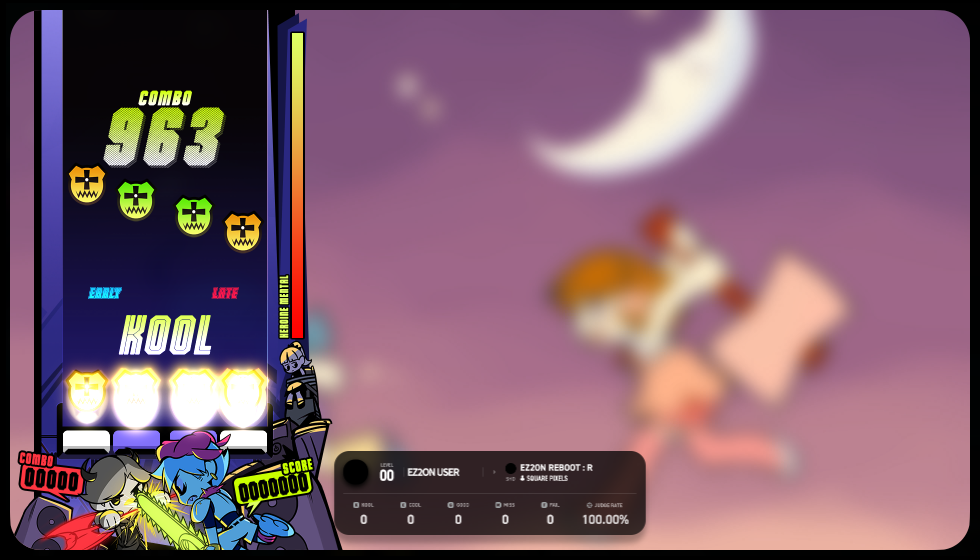 COMBO
963
EARLY LATE
KOOL
HEROINE MENTAL
COMBO
00000
SCORE
0000000
LEVEL
00
EZ2ON USER
EZ2ON REBOOT : R
SQUARE PIXELS
KOOL COOL GOOD MISS FAIL JUDGE RATE
0 0 0 0 0 100.00%